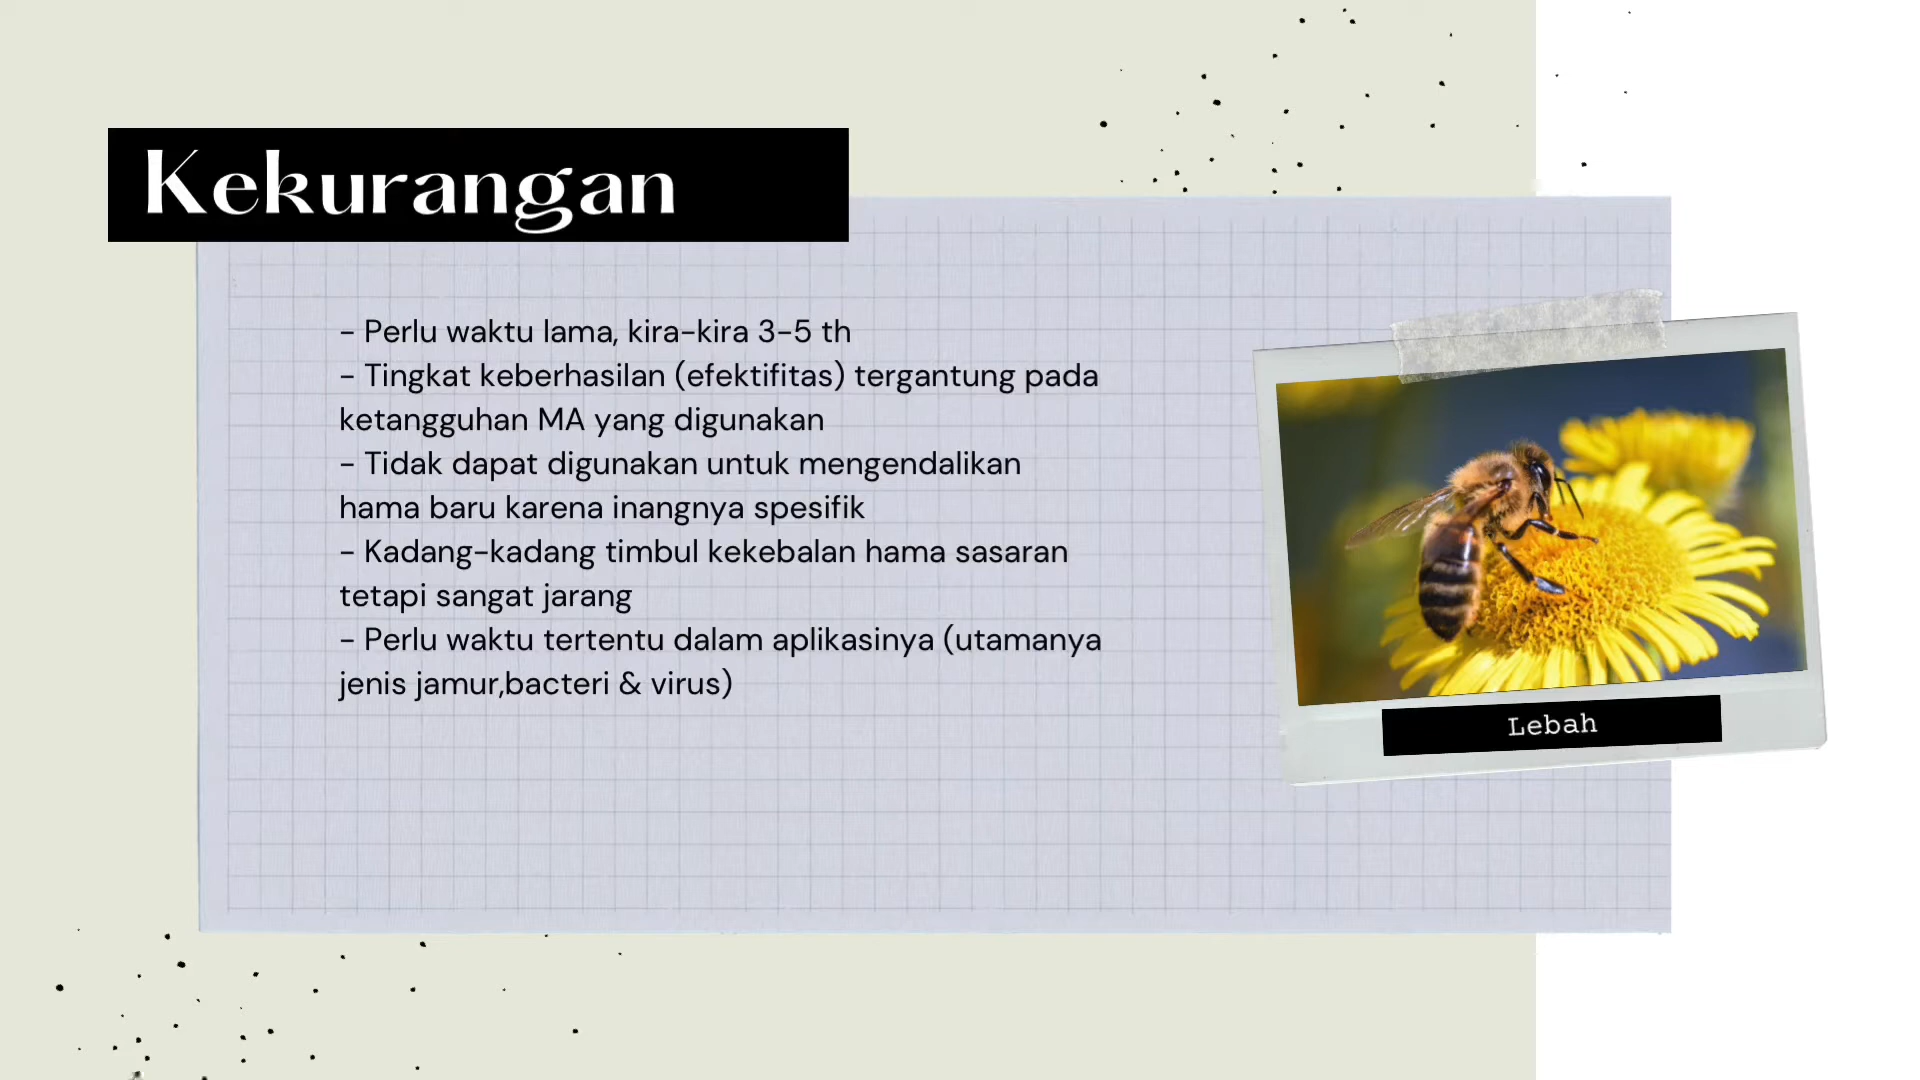 Kekurangan
- Perlu waktu lama, kira-kira 3-5 th
- Tingkat keberhasilan (efektifitas) tergantung pada
ketangguhan MA yang digunakan
- Tidak dapat digunakan untuk mengendalikan
hama baru karena inangnya spesifik
- Kadang-kadang timbul kekebalan hama sasaran
tetapi sangat jarang
- Perlu waktu tertentu dalam aplikasinya (utamanya
jenis jamur,bacteri & virus)
Lebah